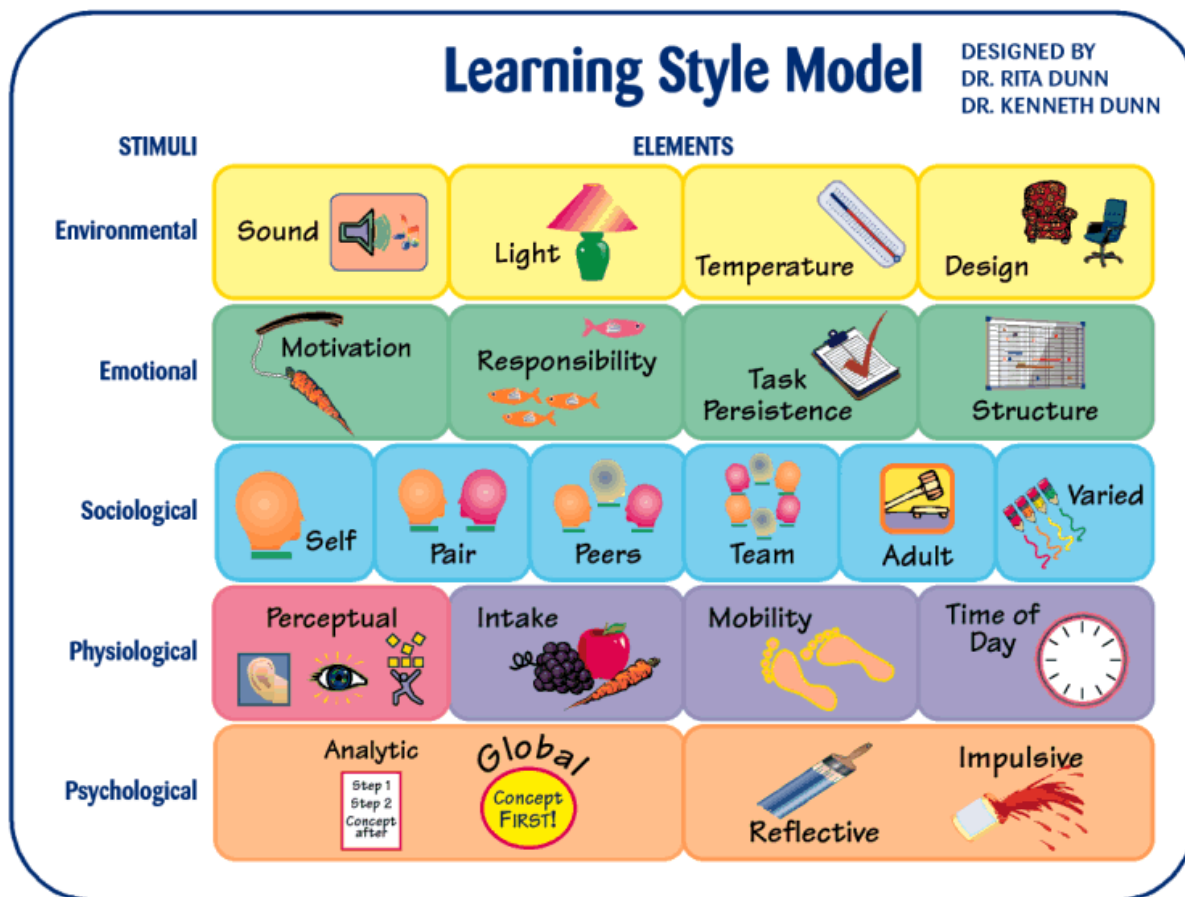 Learning Style Model
DESIGNED BY
DR. RITA DUNN
DR. KENNETH DUNN
STIMULI
ELEMENTS
Environmental
Sound
Light
Temperature
Design
Emotional
Motivation
Responsibility
Task
Persistence
Structure
Sociological
Self
Pair
Peers
Team
Adult
Varied
Physiological
Perceptual
Intake
Mobility
Time of
Day
Psychological
Analytic
Step 1
Step 2
Concept
after
Global
Concept
FIRST!
Reflective
Impulsive